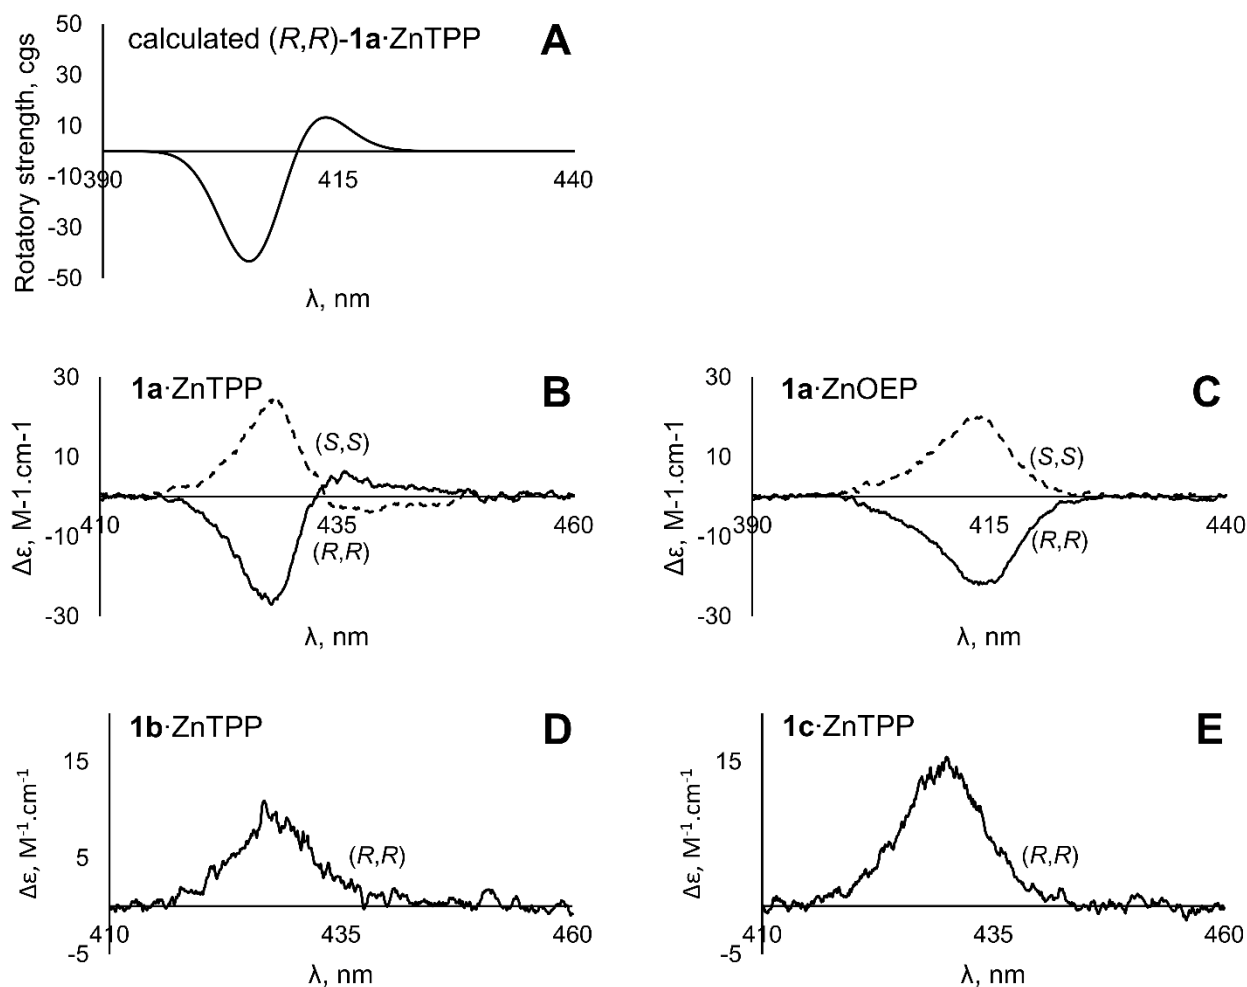 50
calculated (R,R)-1a·ZnTPP
A
30
10
-10
-30
-50
390
415
440
Rotatory strength, cgs
λ, nm
30
1a·ZnTPP
B
10
-10
-30
(S,S)
(R,R)
410
435
460
Δε, M-1.cm-1
λ, nm
30
1a·ZnOEP
C
10
-10
-30
(S,S)
(R,R)
390
415
440
Δε, M-1.cm-1
λ, nm
1b·ZnTPP
D
15
5
-5
(R,R)
410
435
460
Δε, M⁻¹.cm⁻¹
λ, nm
1c·ZnTPP
E
15
-5
(R,R)
410
435
460
Δε, M⁻¹.cm⁻¹
λ, nm